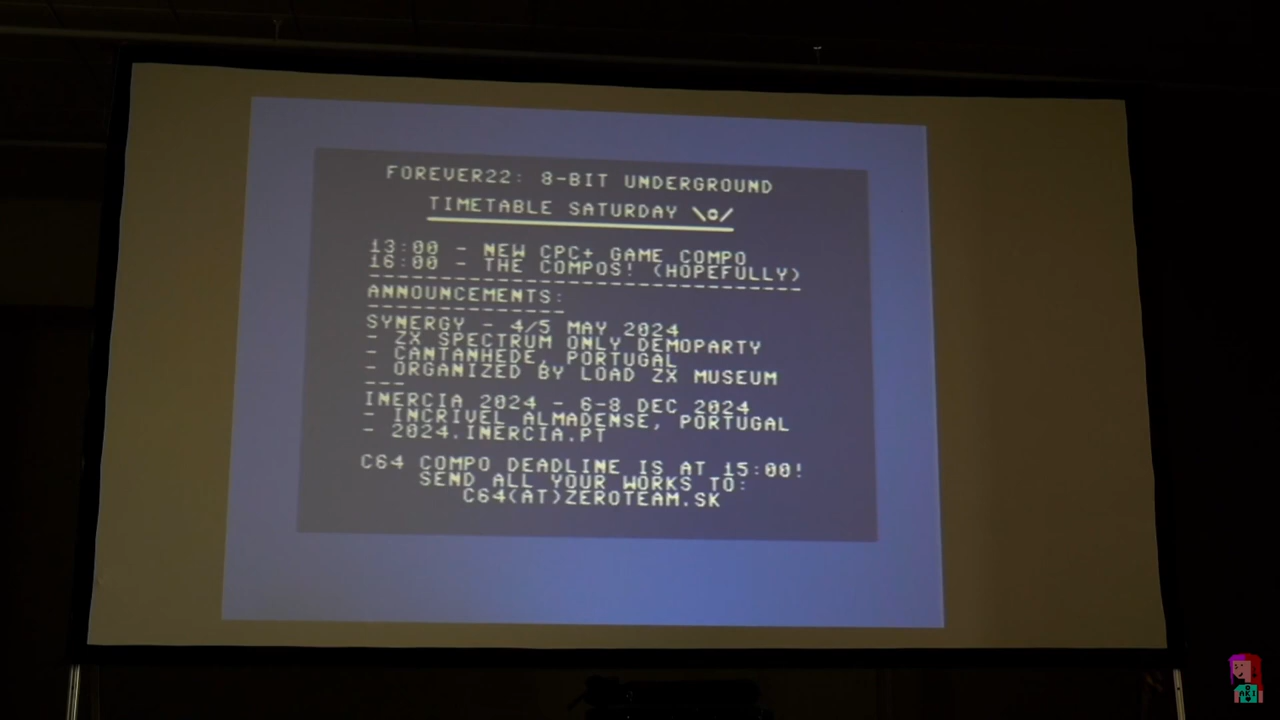 FOREVER22: 8-BIT UNDERGROUND
TIMETABLE SATURDAY \o/
13:00 - NEW CPC+ GAME COMPO
16:00 - THE COMPOS! (HOPEFULLY)
------------------------------
ANNOUNCEMENTS:
--------------
SYNERGY - 4/5 MAY 2024
- ZX SPECTRUM ONLY DEMOPARTY
- CANTANHEDE, PORTUGAL
- ORGANIZED BY LOAD ZX MUSEUM
---
INERCIA 2024 - 6-8 DEC 2024
- INCRIVEL ALMADENSE, PORTUGAL
- 2024.INERCIA.PT
C64 COMPO DEADLINE IS AT 15:00!
SEND ALL YOUR WORKS TO:
C64(AT)ZEROTEAM.SK
AKI